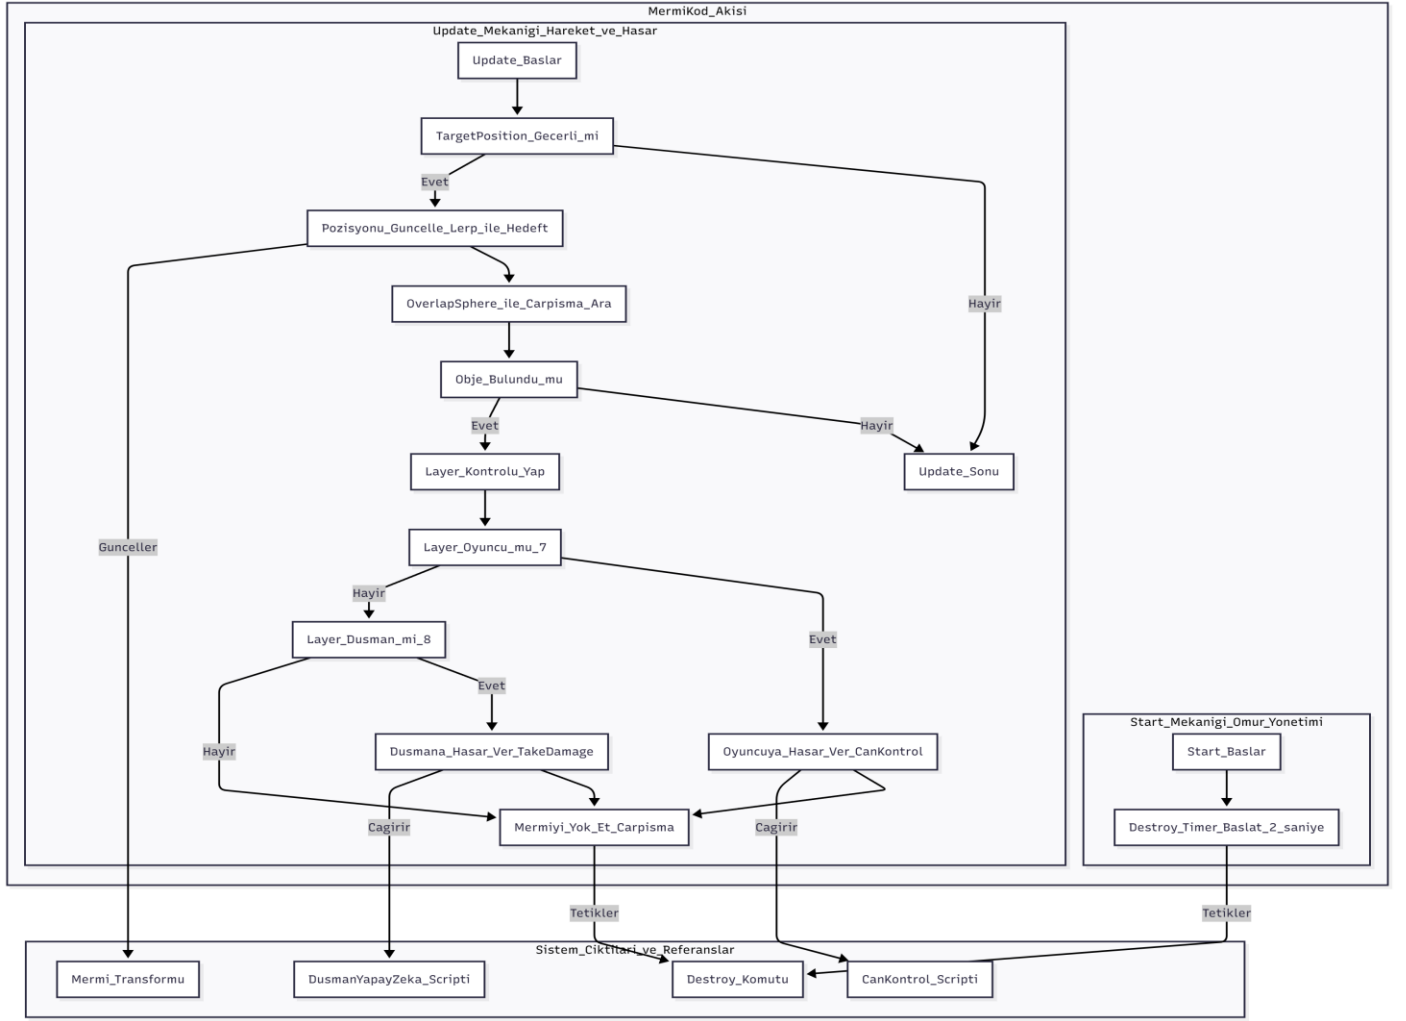 MermiKod_Akisi
Update_Mekanigi_Hareket_ve_Hasar
Update_Baslar
TargetPosition_Gecerli_mi
Evet
Pozisyonu_Guncelle_Lerp_ile_Hedeft
OverlapSphere_ile_Carpisma_Ara
Hayir
Obje_Bulundu_mu
Evet
Hayir
Layer_Kontrolu_Yap
Update_Sonu
Gunceller
Layer_Oyuncu_mu_7
Hayir
Layer_Dusman_mi_8
Evet
Evet
Hayir
Dusmana_Hasar_Ver_TakeDamage
Oyuncuya_Hasar_Ver_CanKontrol
Cagirir
Mermiyi_Yok_Et_Carpisma
Cagirir
Start_Mekanigi_Omur_Yonetimi
Start_Baslar
Destroy_Timer_Baslat_2_saniye
Tetikler
Tetikler
Sistem_Ciktilari_ve_Referanslar
Mermi_Transformu
DusmanYapayZeka_Scripti
Destroy_Komutu
CanKontrol_Scripti